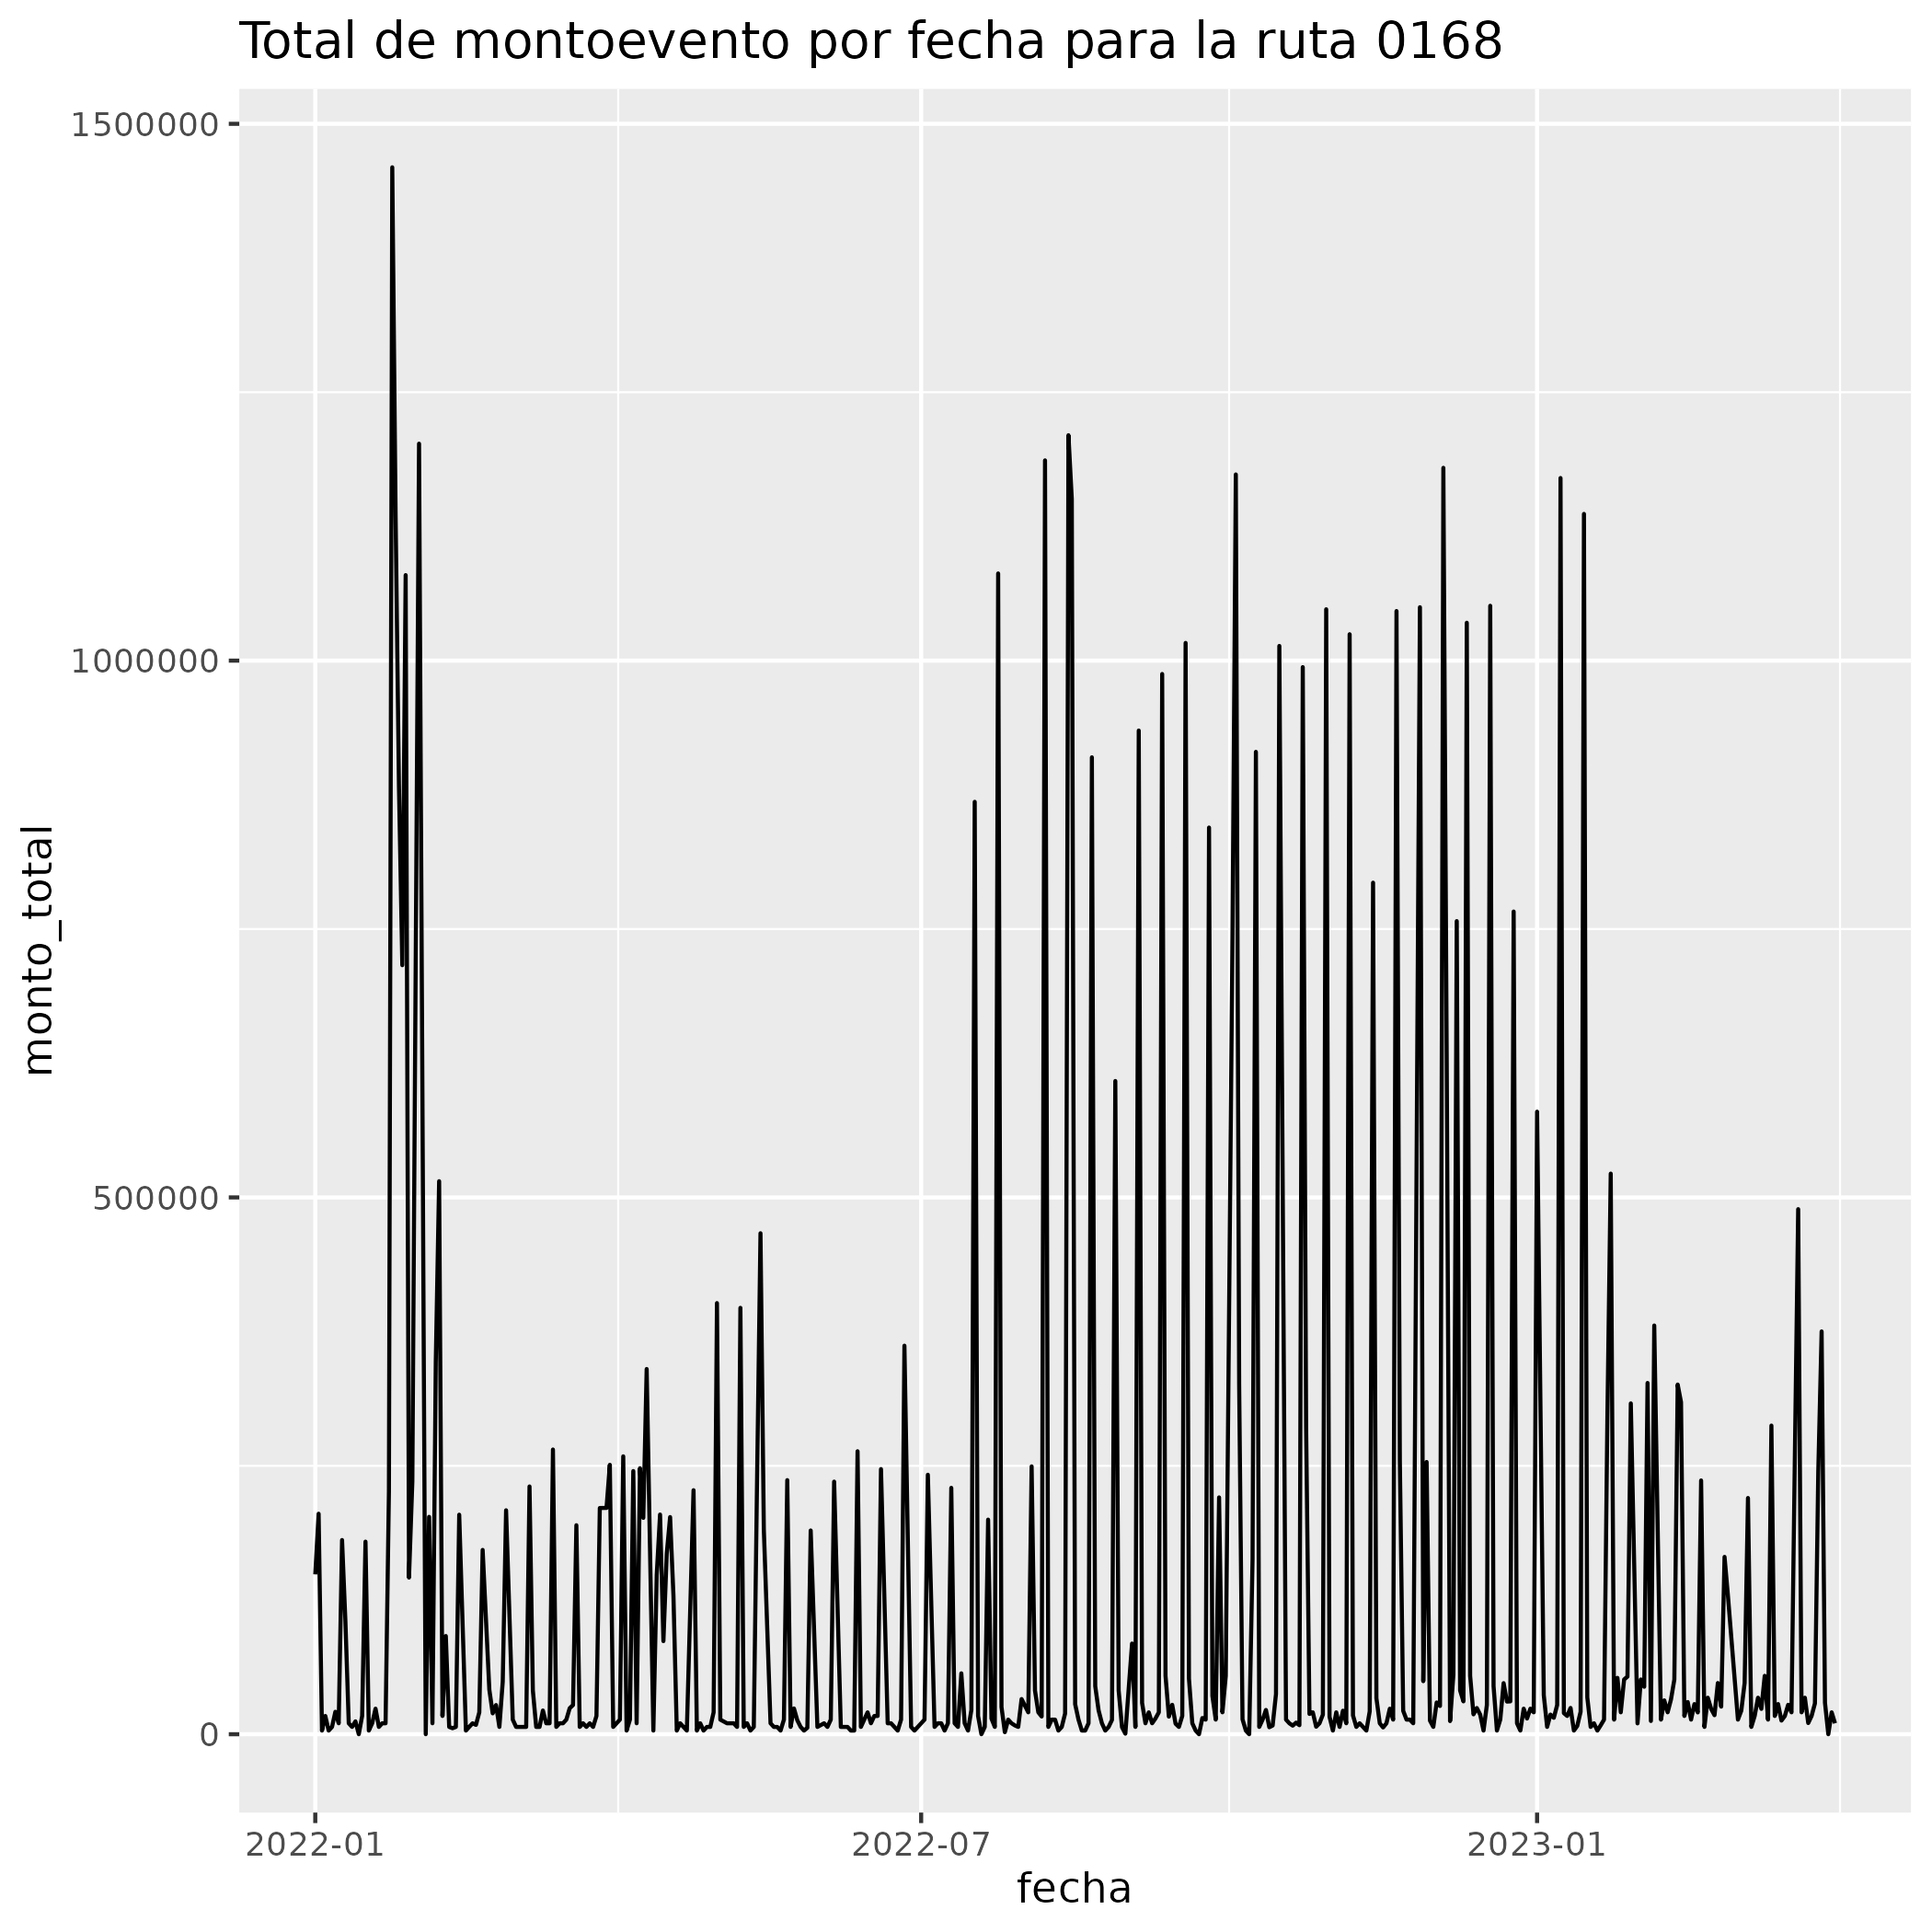 Total de montoevento por fecha para la ruta 0168
1500000
1000000
500000
0
monto_total
2022-01
2022-07
2023-01
fecha